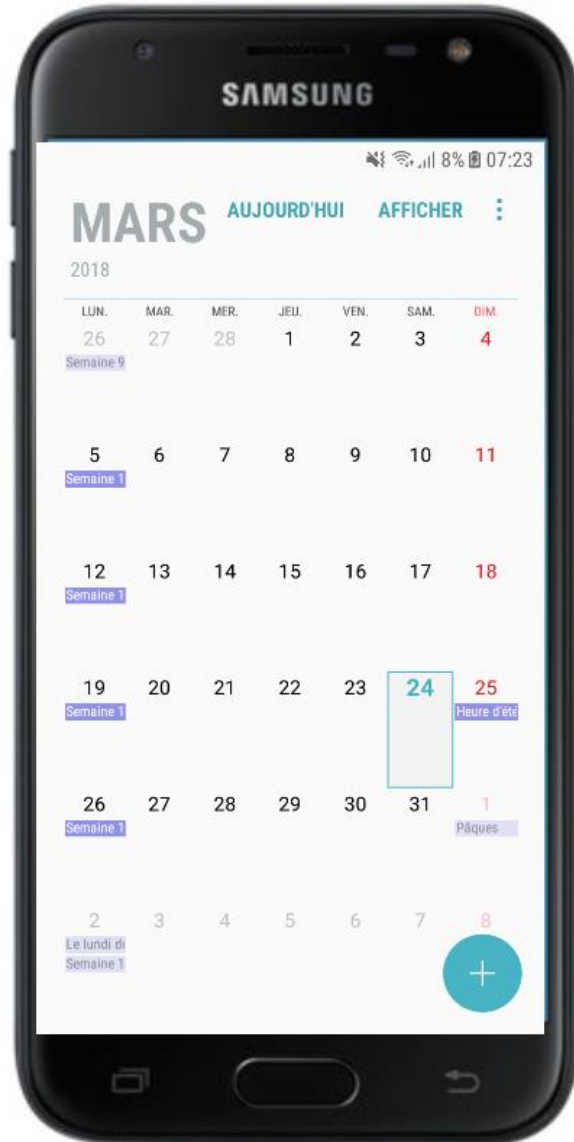 SAMSUNG
8% 07:23
MARS AUJOURD'HUI AFFICHER
2018
LUN. MAR. MER. JEU. VEN. SAM. DIM.
26 27 28 1 2 3 4
Semaine 9
5 6 7 8 9 10 11
Semaine 1
12 13 14 15 16 17 18
Semaine 1
19 20 21 22 23 24 25
Semaine 1 Heure d'été
26 27 28 29 30 31 1
Semaine 1 Pâques
2 3 4 5 6 7 8
Le lundi d
Semaine 1